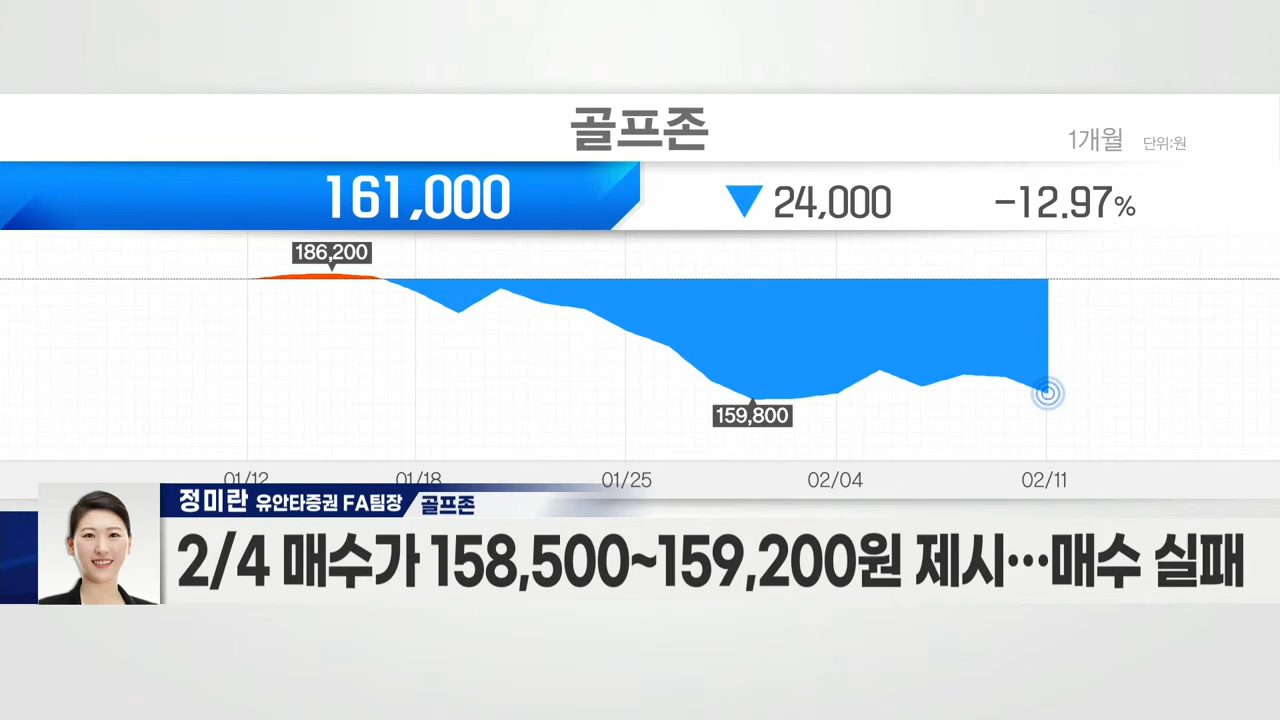 골프존
1개월 단위:원
161,000 ▼ 24,000 -12.97%
186,200
159,800
01/12 01/18 01/25 02/04 02/11
정미란 유안타증권 FA팀장 골프존
2/4 매수가 158,500~159,200원 제시…매수 실패